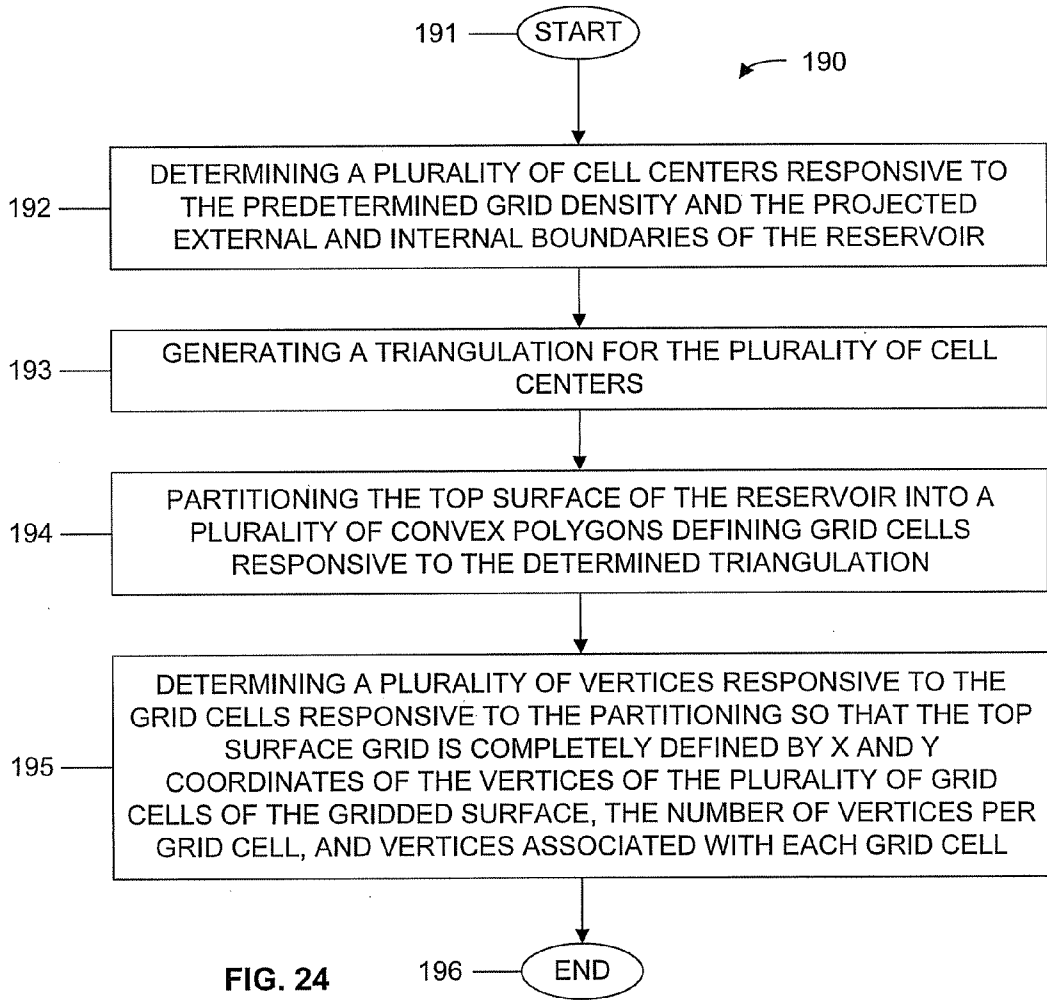 191
START
190
192
DETERMINING A PLURALITY OF CELL CENTERS RESPONSIVE TO
THE PREDETERMINED GRID DENSITY AND THE PROJECTED
EXTERNAL AND INTERNAL BOUNDARIES OF THE RESERVOIR
193
GENERATING A TRIANGULATION FOR THE PLURALITY OF CELL
CENTERS
194
PARTITIONING THE TOP SURFACE OF THE RESERVOIR INTO A
PLURALITY OF CONVEX POLYGONS DEFINING GRID CELLS
RESPONSIVE TO THE DETERMINED TRIANGULATION
195
DETERMINING A PLURALITY OF VERTICES RESPONSIVE TO THE
GRID CELLS RESPONSIVE TO THE PARTITIONING SO THAT THE TOP
SURFACE GRID IS COMPLETELY DEFINED BY X AND Y
COORDINATES OF THE VERTICES OF THE PLURALITY OF GRID
CELLS OF THE GRIDDED SURFACE, THE NUMBER OF VERTICES PER
GRID CELL, AND VERTICES ASSOCIATED WITH EACH GRID CELL
196
END
FIG. 24